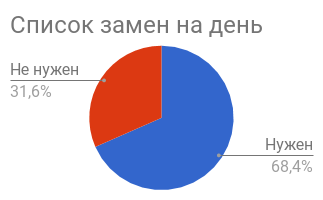 Список замен на день
Не нужен
31,6%
Нужен
68,4%